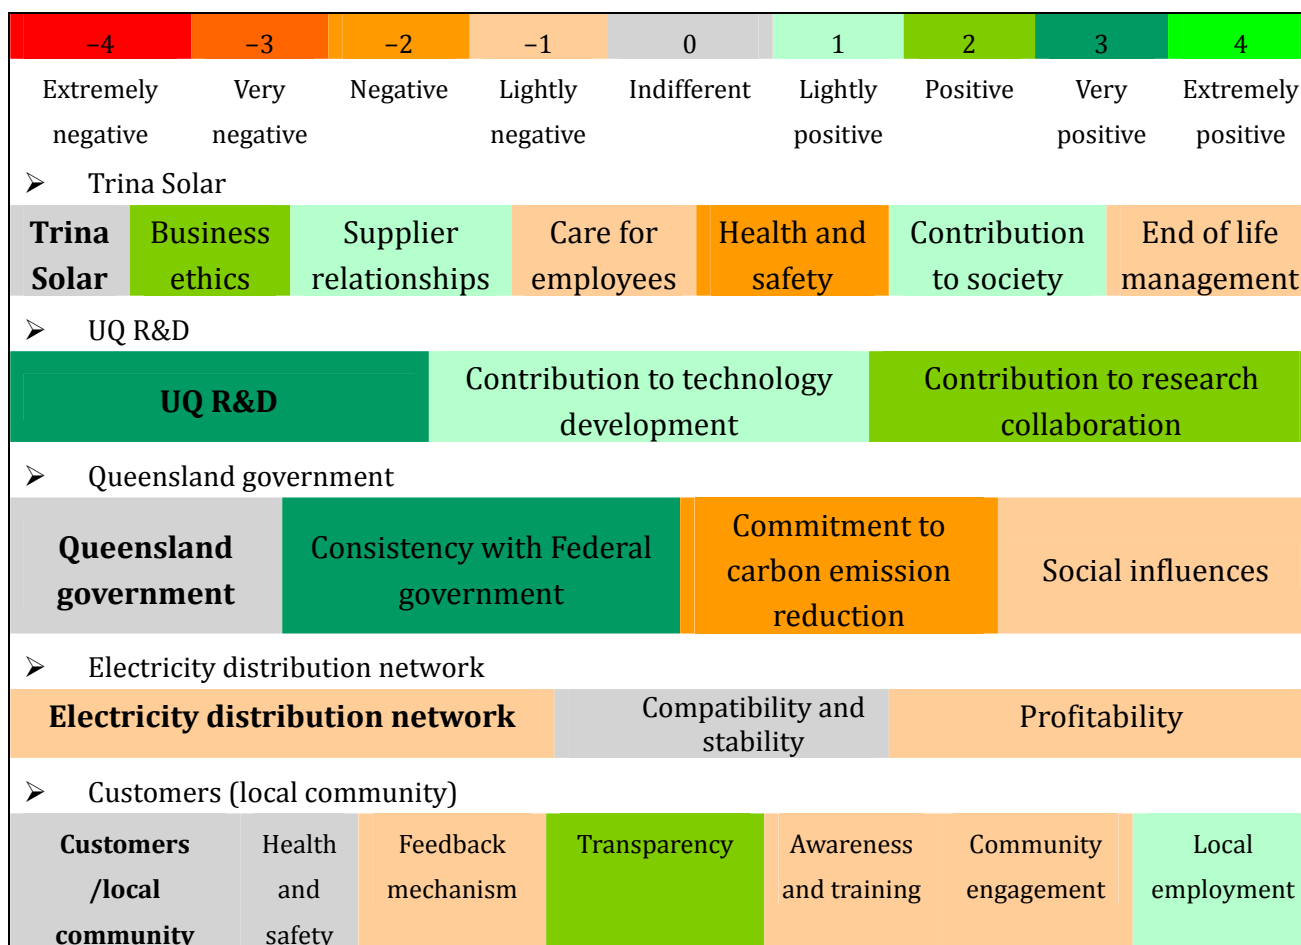 –4 –3 –2 –1 0 1 2 3 4
Extremely Very Negative Lightly Indifferent Lightly Positive Very Extremely
negative negative negative positive positive positive
➢ Trina Solar
Trina Business Supplier Care for Health and Contribution End of life
Solar ethics relationships employees safety to society management
➢ UQ R&D
UQ R&D
Contribution to technology Contribution to research
development collaboration
➢ Queensland government
Queensland
government
Consistency with Federal
government
Commitment to
carbon emission
reduction
Social influences
➢ Electricity distribution network
Electricity distribution network
Compatibility and
stability
Profitability
➢ Customers (local community)
Customers Health Feedback Transparency Awareness Community Local
/local and mechanism and training engagement employment
community safety